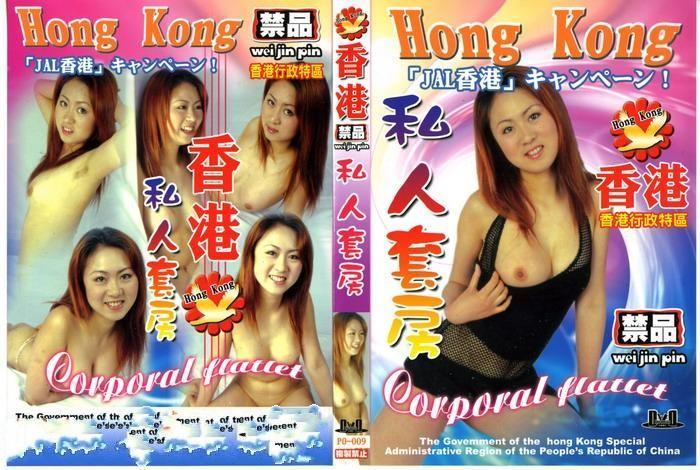 Hong Kong
「JAL香港」キャンペーン！
禁品
wei jin pin
香港行政特區
香港
私人套房
Hong Kong
Corporal flattet
The Government of
Hong Kong
香港
禁品
wei jin pin
私人套房
PO-009
複製禁止
Hong Kong
「JAL香港」キャンペーン！
私人套房
Hong Kong
香港
香港行政特區
禁品
wei jin pin
Corporal flattet
The Govemment of the hong Kong Special
Administrative Region of the People's Republic of China